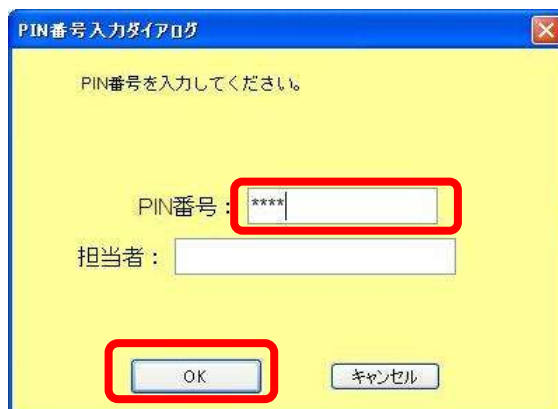 PIN番号入力ダイアログ
PIN番号を入力してください。
PIN番号： ****
担当者：
OK キャンセル